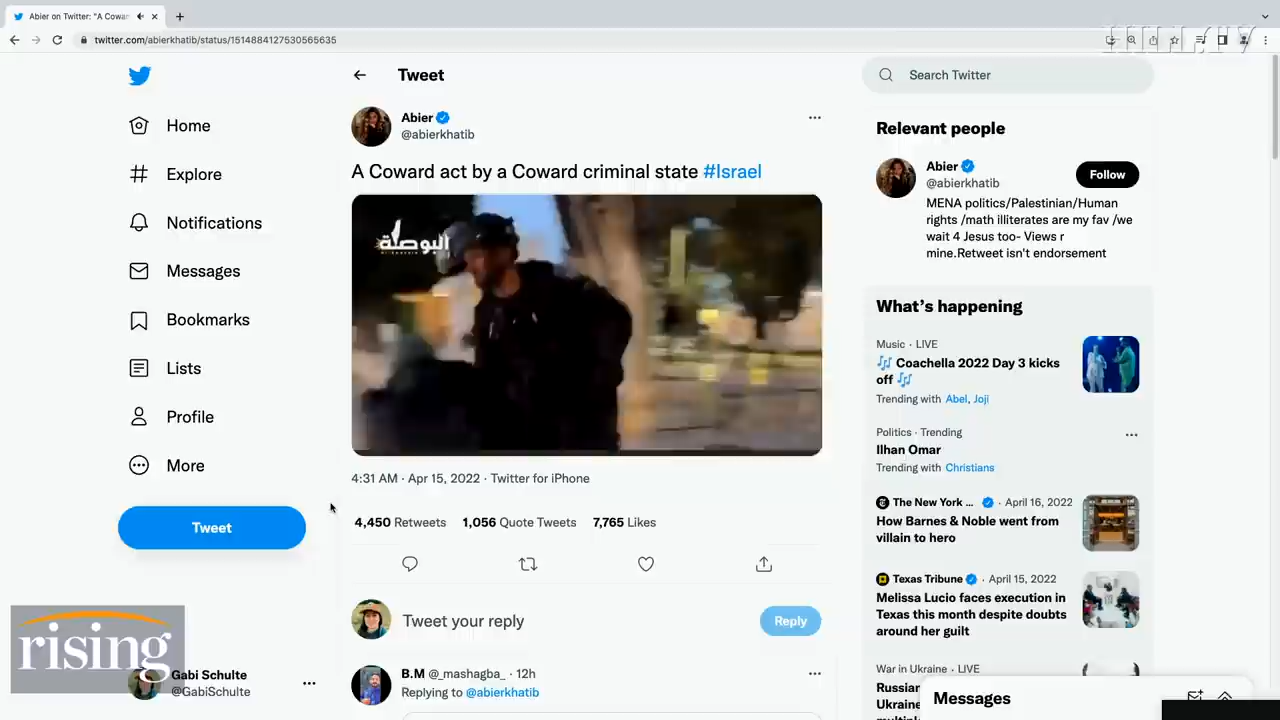 Abier on Twitter: "A Cowar
twitter.com/abierkhatib/status/1514884127530565635
HILL.TV
Home
Explore
Notifications
Messages
Bookmarks
Lists
Profile
More
Tweet
rising
Gabi Schulte
@GabiSchulte
Tweet
Abier
@abierkhatib
A Coward act by a Coward criminal state #Israel
البوصلة
4:31 AM · Apr 15, 2022 · Twitter for iPhone
4,450 Retweets 1,056 Quote Tweets 7,765 Likes
Tweet your reply
Reply
B.M @_mashagba_ · 12h
Replying to @abierkhatib
Search Twitter
Relevant people
Abier
@abierkhatib
Follow
MENA politics/Palestinian/Human
rights /math illiterates are my fav /we
wait 4 Jesus too- Views r
mine.Retweet isn't endorsement
What's happening
Music · LIVE
🎶 Coachella 2022 Day 3 kicks
off 🎶
Trending with Abel, Joji
Politics · Trending
Ilhan Omar
Trending with Christians
The New York ... · April 16, 2022
How Barnes & Noble went from
villain to hero
Texas Tribune · April 15, 2022
Melissa Lucio faces execution in
Texas this month despite doubts
around her guilt
War in Ukraine · LIVE
Russian
Ukraine
Messages